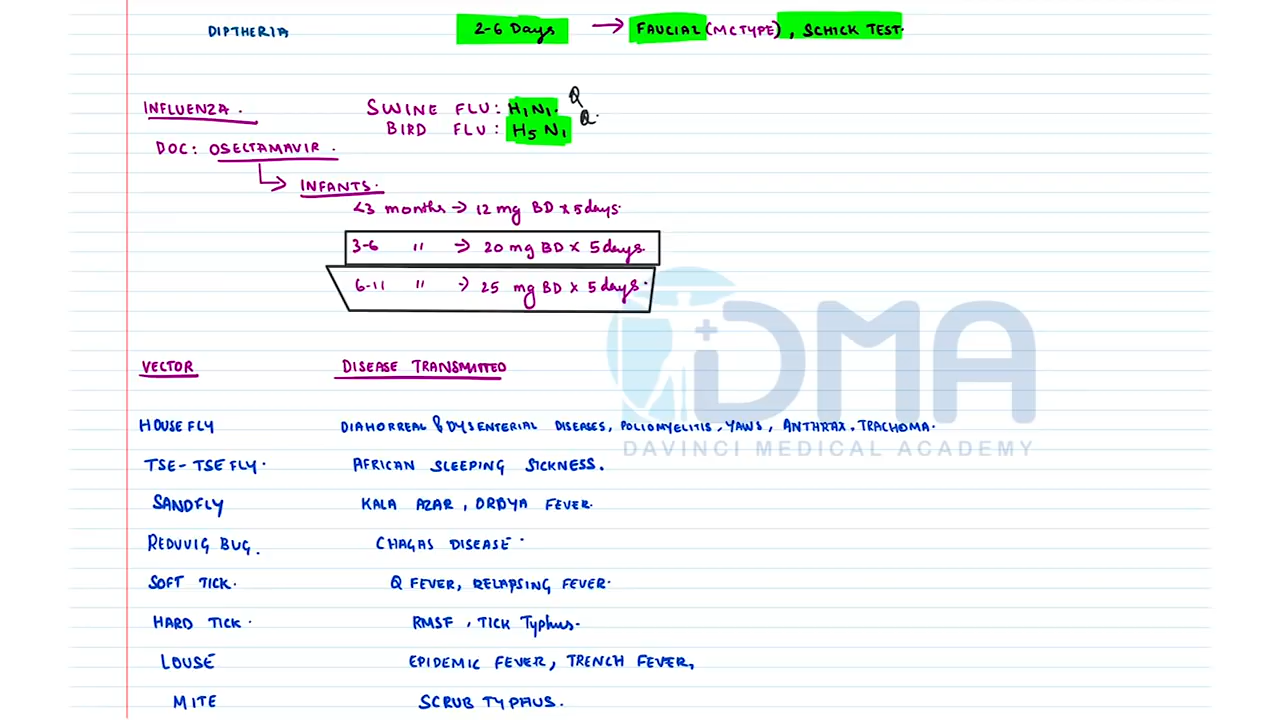 DIPTHERIA 2-6 Days → FAUCIAL (MC TYPE), SCHICK TEST.
INFLUENZA. SWINE FLU: H1N1. Q
BIRD FLU: H5N1 Q.
DOC: OSELTAMAVIR.
↳ INFANTS.
<3 months → 12 mg BD x 5 days.
3-6 " → 20 mg BD x 5 days.
6-11 " → 25 mg BD x 5 days.
DMA
DAVINCI MEDICAL ACADEMY
VECTOR DISEASE TRANSMITTED
HOUSEFLY DIAHORREAL & DYSENTERIAL DISEASES, POLIOMYELITIS, YAWS, ANTHRAX, TRACHOMA.
TSE-TSE FLY. AFRICAN SLEEPING SICKNESS.
SANDFLY KALA AZAR, OROYA FEVER.
REDUVIG BUG. CHAGAS DISEASE.
SOFT TICK. Q FEVER, RELAPSING FEVER.
HARD TICK. RMSF, TICK Typhus.
LOUSE EPIDEMIC FEVER, TRENCH FEVER,
MITE SCRUB TYPHUS.